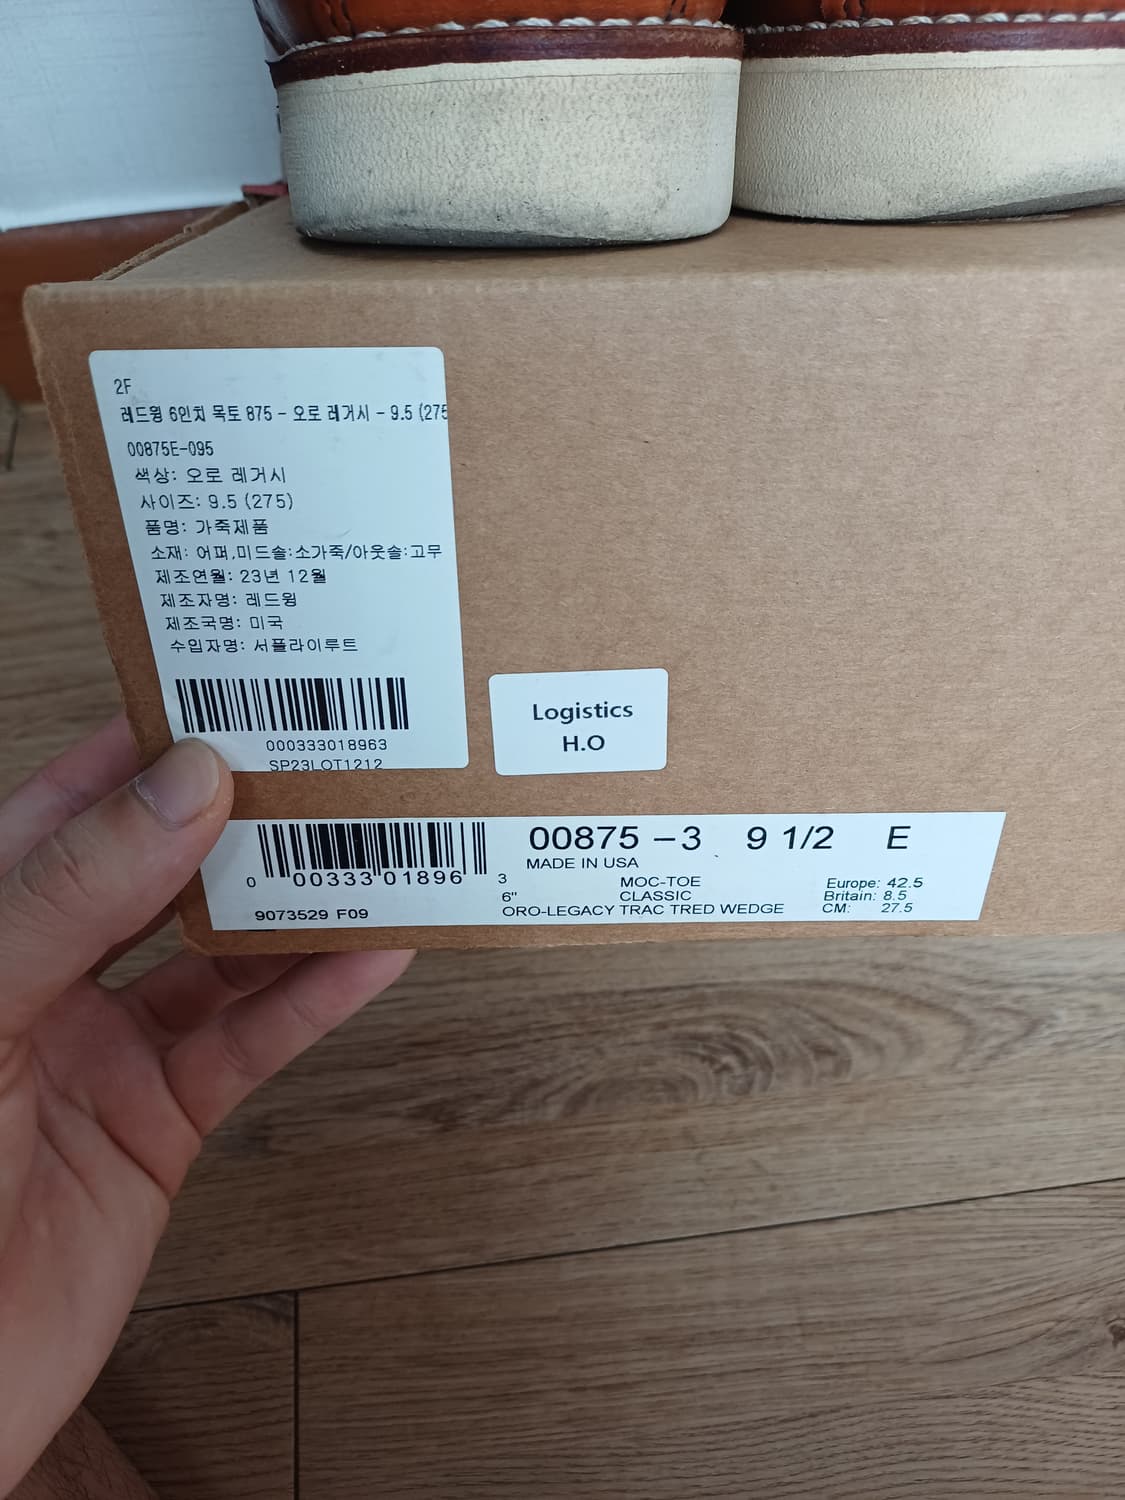 2F
레드윙 6인치 목토 875 - 오로 레거시 - 9.5 (275
00875E-095
색상: 오로 레거시
사이즈: 9.5 (275)
품명: 가죽제품
소재: 어퍼,미드솔:소가죽/아웃솔:고무
제조연월: 23년 12월
제조자명: 레드윙
제조국명: 미국
수입자명: 서플라이루트
000333018963
SP23LOT1212
Logistics
H.O
00875 -3 9 1/2 E
MADE IN USA
0 00333 01896 3
MOC-TOE
6" CLASSIC
ORO-LEGACY TRAC TRED WEDGE
Europe: 42.5
Britain: 8.5
CM: 27.5
9073529 F09